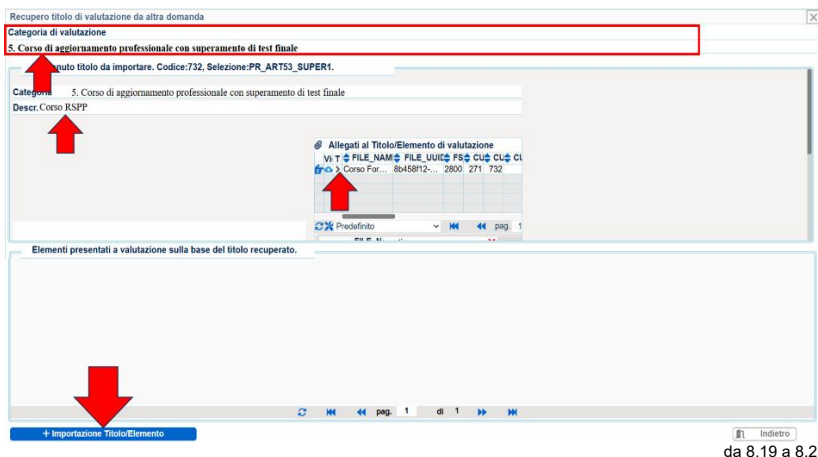 Recupero titolo di valutazione da altra domanda
Categoria di valutazione
5. Corso di aggiornamento professionale con superamento di test finale
nuto titolo da importare. Codice:732, Selezione:PR_ART53_SUPER1.
Categoria 5. Corso di aggiornamento professionale con superamento di test finale
Descr. Corso RSPP
Allegati al Titolo/Elemento di valutazione
Vi T FILE_NAM FILE_UUID FS CU CU CU
Corso For... 8b458f12-... 2800 271 732
Predefinito pag. 1
Elementi presentati a valutazione sulla base del titolo recuperato.
pag. 1 di 1
+ Importazione Titolo/Elemento
Indietro
da 8.19 a 8.2